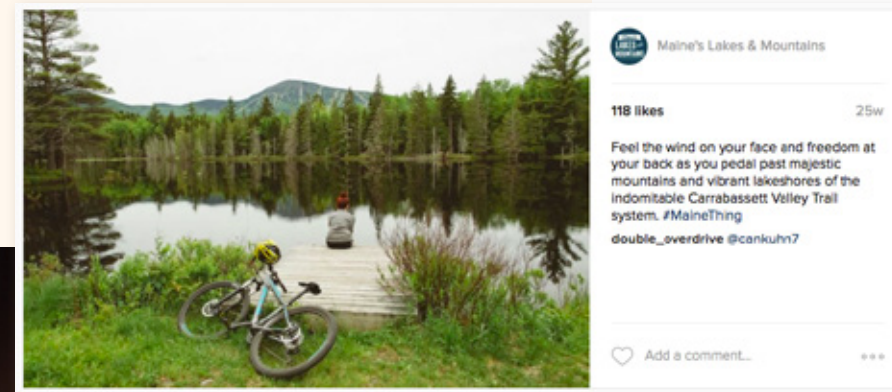 LAKES
MOUNTAINS
Maine's Lakes & Mountains
118 likes 25w
Feel the wind on your face and freedom at
your back as you pedal past majestic
mountains and vibrant lakeshores of the
indomitable Carrabassett Valley Trail
system. #MaineThing
double_overdrive @cankuhn7
Add a comment...